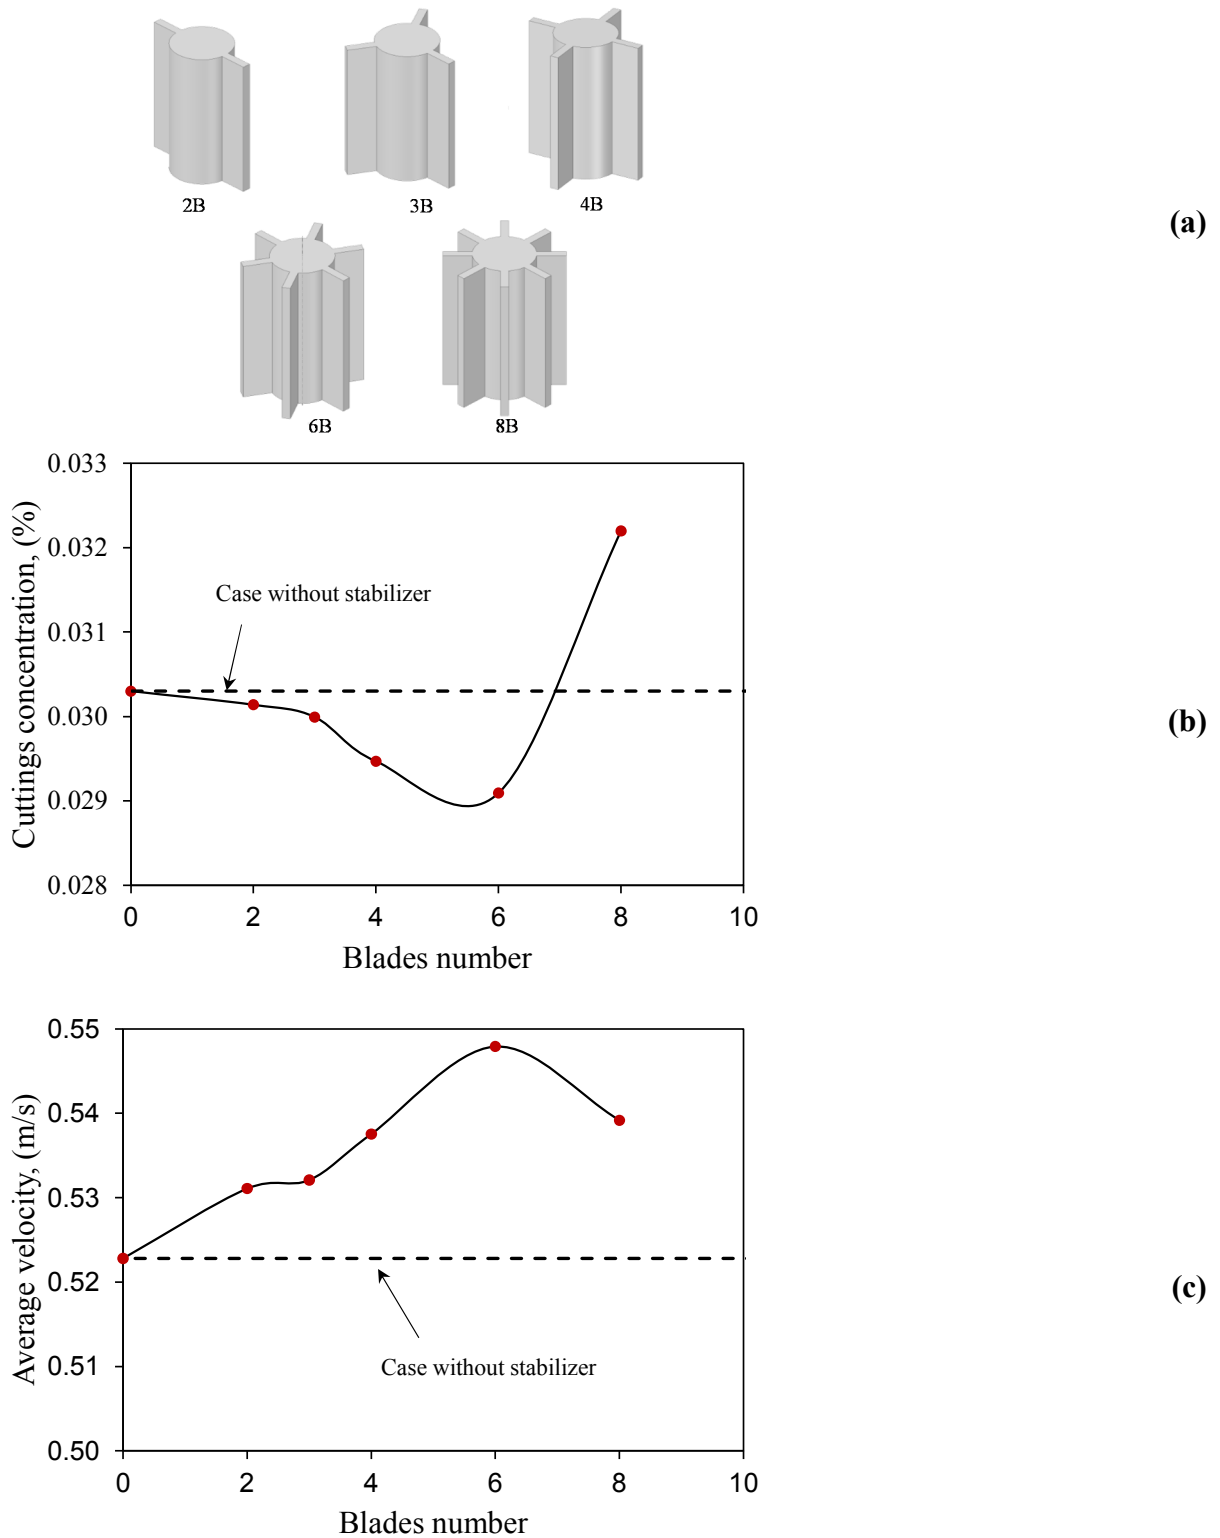 2B
3B
4B
(a)
6B
8B
0.033
0.032
0.031
0.030
0.029
0.028
Cuttings concentration, (%)
Case without stabilizer
(b)
0 2 4 6 8 10
Blades number
0.55
0.54
0.53
0.52
0.51
0.50
Average velocity, (m/s)
Case without stabilizer
(c)
0 2 4 6 8 10
Blades number